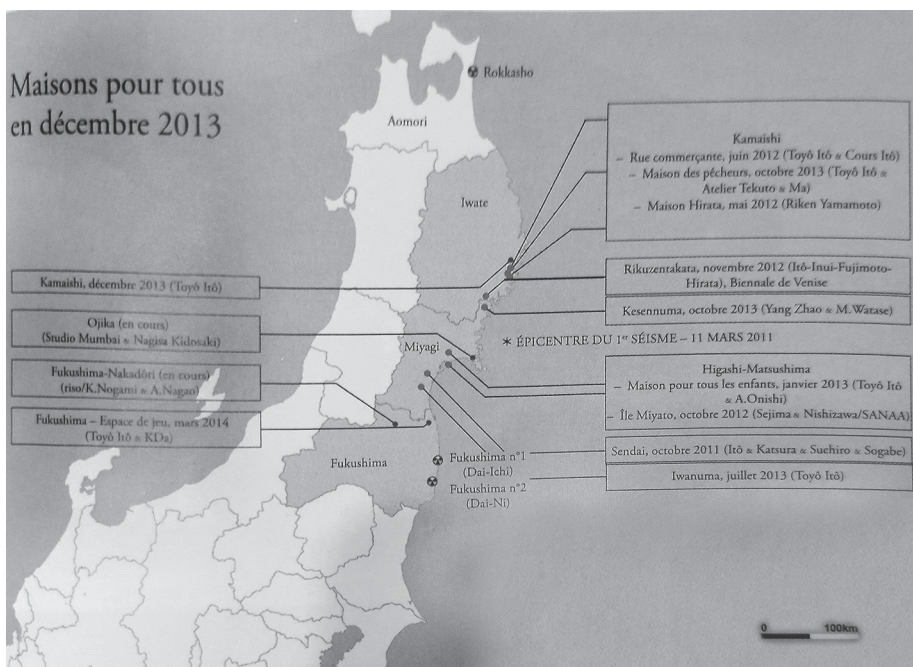 Maisons pour tous
en décembre 2013
Rokkasho
Aomori
Iwate
Kamaishi
– Rue commerçante, juin 2012 (Toyô Itô & Cours Itô)
– Maison des pêcheurs, octobre 2013 (Toyô Itô &
Atelier Tekuto & Ma)
– Maison Hirata, mai 2012 (Riken Yamamoto)
Rikuzentakata, novembre 2012 (Itô-Inui-Fujimoto-
Hirata), Biennale de Venise
Kesennuma, octobre 2013 (Yang Zhao & M.Watase)
Kamaishi, décembre 2013 (Toyô Itô)
Ojika (en cours)
(Studio Mumbai & Nagisa Kidosaki)
Fukushima-Nakadôri (en cours)
(riso/K.Nogami & A.Nagao)
Fukushima – Espace de jeu, mars 2014
(Toyô Itô & KDa)
Miyagi
* ÉPICENTRE DU 1er SÉISME – 11 MARS 2011
Higashi-Matsushima
– Maison pour tous les enfants, janvier 2013 (Toyô Itô
& A.Onishi)
– Île Miyato, octobre 2012 (Sejima & Nishizawa/SANAA)
Sendai, octobre 2011 (Itô & Katsura & Suehiro & Sogabe)
Iwanuma, juillet 2013 (Toyô Itô)
Fukushima
Fukushima n°1
(Dai-Ichi)
Fukushima n°2
(Dai-Ni)
0 100km